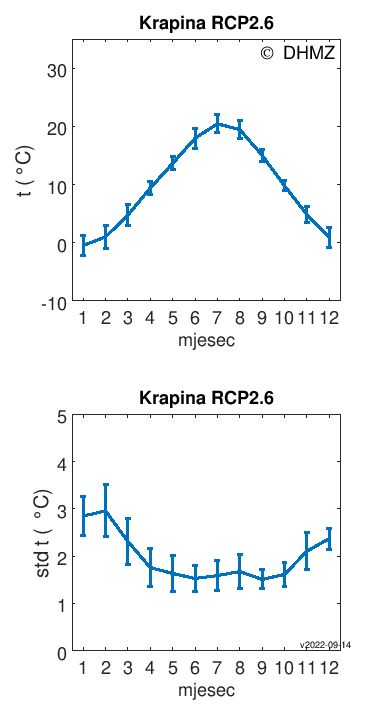 Krapina RCP2.6
© DHMZ
30
20
10
0
-10
t ( °C)
1 2 3 4 5 6 7 8 9 10 11 12
mjesec
Krapina RCP2.6
5
4
3
2
1
0
std t ( °C)
v2022-09-14
1 2 3 4 5 6 7 8 9 10 11 12
mjesec